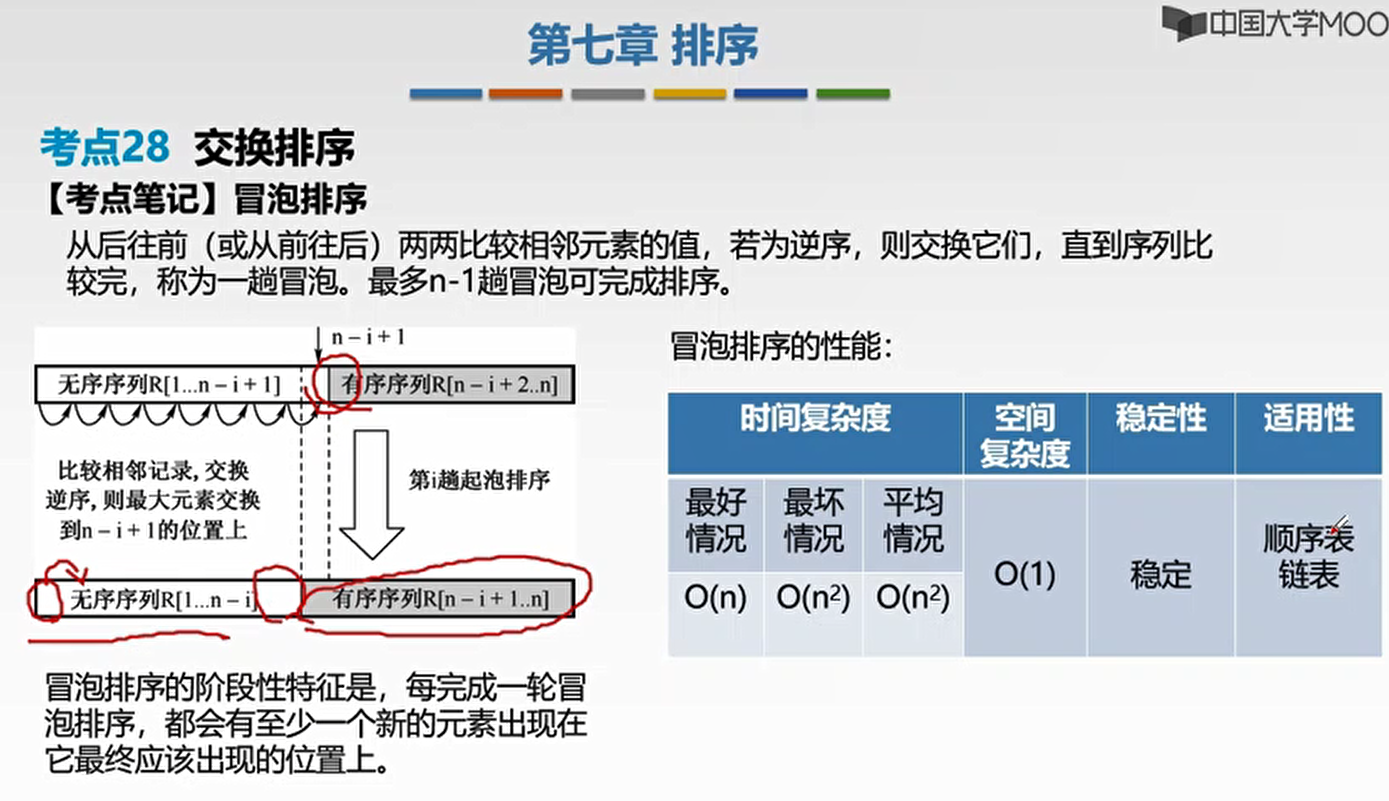 中国大学MOO
第七章 排序
考点28 交换排序
【考点笔记】冒泡排序
从后往前（或从前往后）两两比较相邻元素的值，若为逆序，则交换它们，直到序列比
较完，称为一趟冒泡。最多n-1趟冒泡可完成排序。
n－i＋1
无序序列R[1...n－i＋1]
有序序列R[n－i＋2..n]
比较相邻记录,交换
逆序,则最大元素交换
到n－i＋1的位置上
第i趟起泡排序
无序序列R[1...n－i]
有序序列R[n－i＋1..n]
冒泡排序的阶段性特征是，每完成一轮冒
泡排序，都会有至少一个新的元素出现在
它最终应该出现的位置上。
冒泡排序的性能：
时间复杂度
空间
复杂度
稳定性
适用性
最好
情况
最坏
情况
平均
情况
O(n)
O(n²)
O(n²)
O(1)
稳定
顺序表
链表